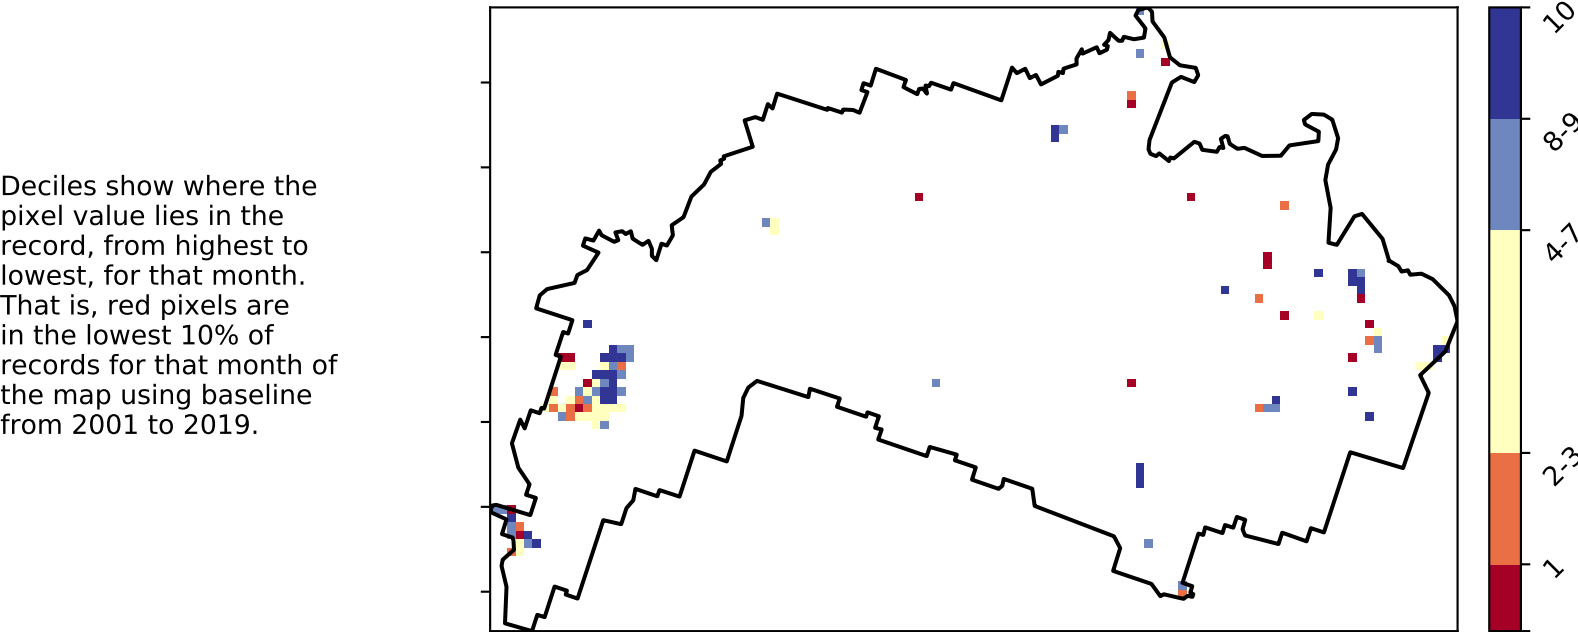 Deciles show where the
pixel value lies in the
record, from highest to
lowest, for that month.
That is, red pixels are
in the lowest 10% of
records for that month of
the map using baseline
from 2001 to 2019.
10
8-9
4-7
2-3
1